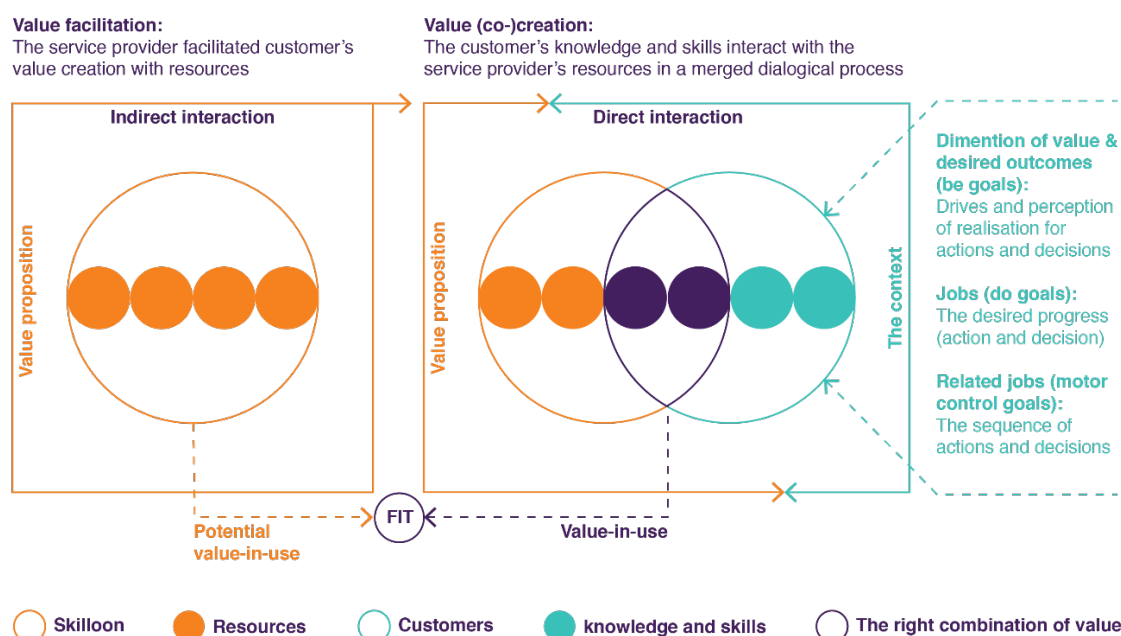 Value facilitation:
The service provider facilitated customer's
value creation with resources
Value (co-)creation:
The customer's knowledge and skills interact with the
service provider's resources in a merged dialogical process
Indirect interaction
Direct interaction
Value proposition
Value proposition
The context
Dimention of value &
desired outcomes
(be goals):
Drives and perception
of realisation for
actions and decisions
Jobs (do goals):
The desired progress
(action and decision)
Related jobs (motor
control goals):
The sequence of
actions and decisions
Potential
value-in-use
FIT
Value-in-use
Skilloon
Resources
Customers
knowledge and skills
The right combination of value